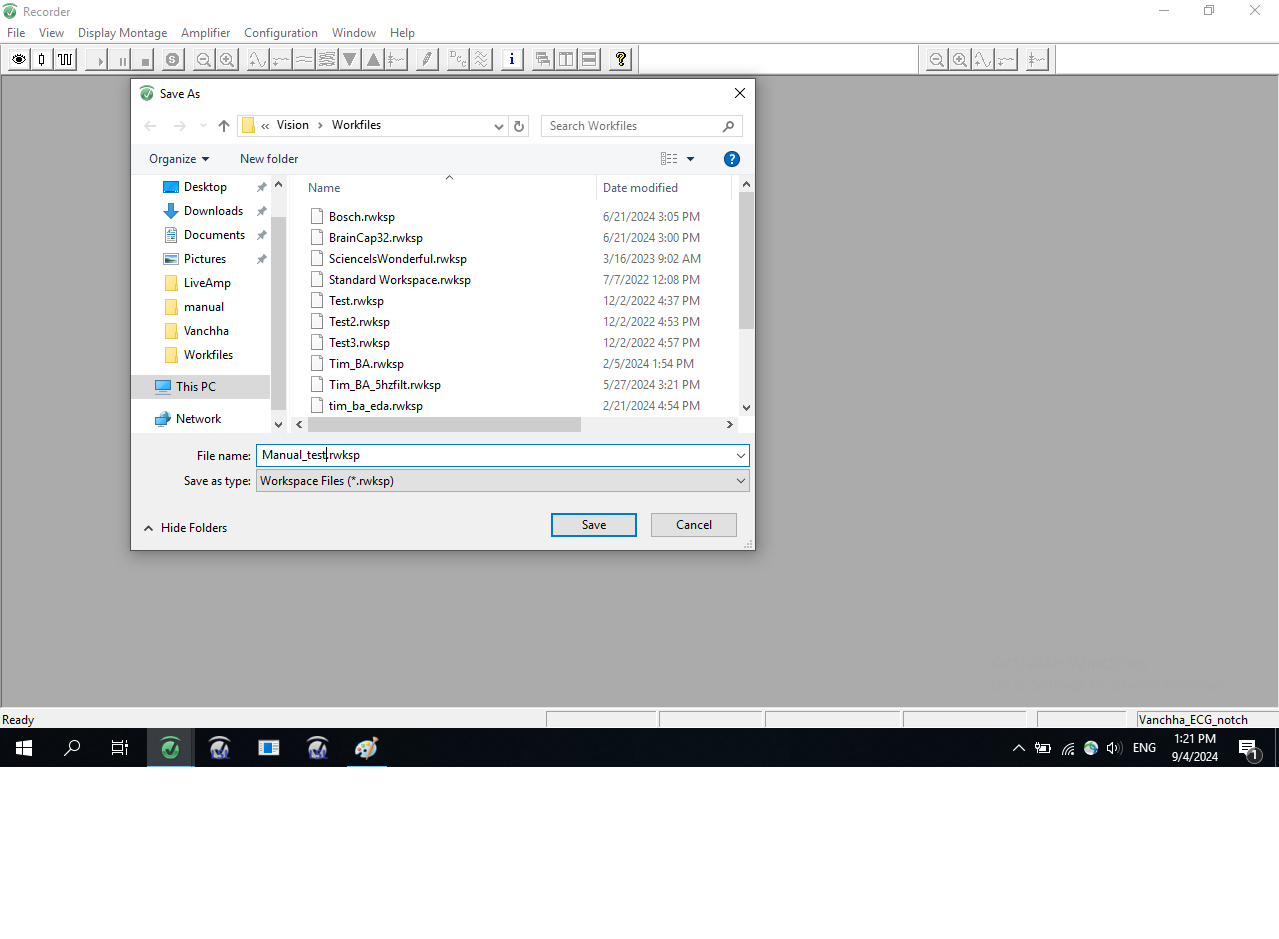 Recorder
File View Display Montage Amplifier Configuration Window Help
Save As
« Vision › Workfiles
Search Workfiles
Organize
New folder
Name
Date modified
Desktop
Downloads
Documents
Pictures
LiveAmp
manual
Vanchha
Workfiles
This PC
Network
Bosch.rwksp 6/21/2024 3:05 PM
BrainCap32.rwksp 6/21/2024 3:00 PM
ScienceIsWonderful.rwksp 3/16/2023 9:02 AM
Standard Workspace.rwksp 7/7/2022 12:08 PM
Test.rwksp 12/2/2022 4:37 PM
Test2.rwksp 12/2/2022 4:53 PM
Test3.rwksp 12/2/2022 4:57 PM
Tim_BA.rwksp 2/5/2024 1:54 PM
Tim_BA_5hzfilt.rwksp 5/27/2024 3:21 PM
tim_ba_eda.rwksp 2/21/2024 4:54 PM
File name: Manual_test.rwksp
Save as type: Workspace Files (*.rwksp)
Hide Folders
Save
Cancel
Ready
Vanchha_ECG_notch
ENG
1:21 PM
9/4/2024
1